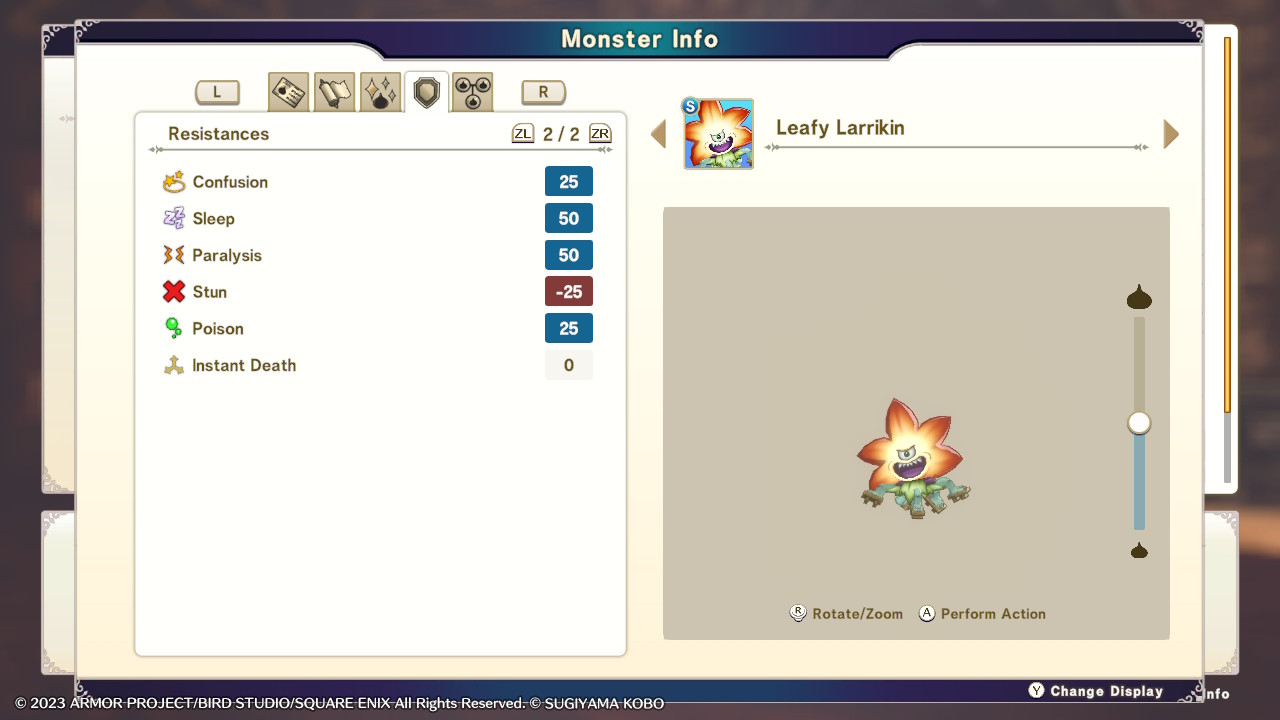 Monster Info
L
R
Resistances
ZL 2 / 2 ZR
Confusion 25
Sleep 50
Paralysis 50
Stun -25
Poison 25
Instant Death 0
S
Leafy Larrikin
R Rotate/Zoom A Perform Action
Y Change Display
Info
© 2023 ARMOR PROJECT/BIRD STUDIO/SQUARE ENIX All Rights Reserved. © SUGIYAMA KOBO